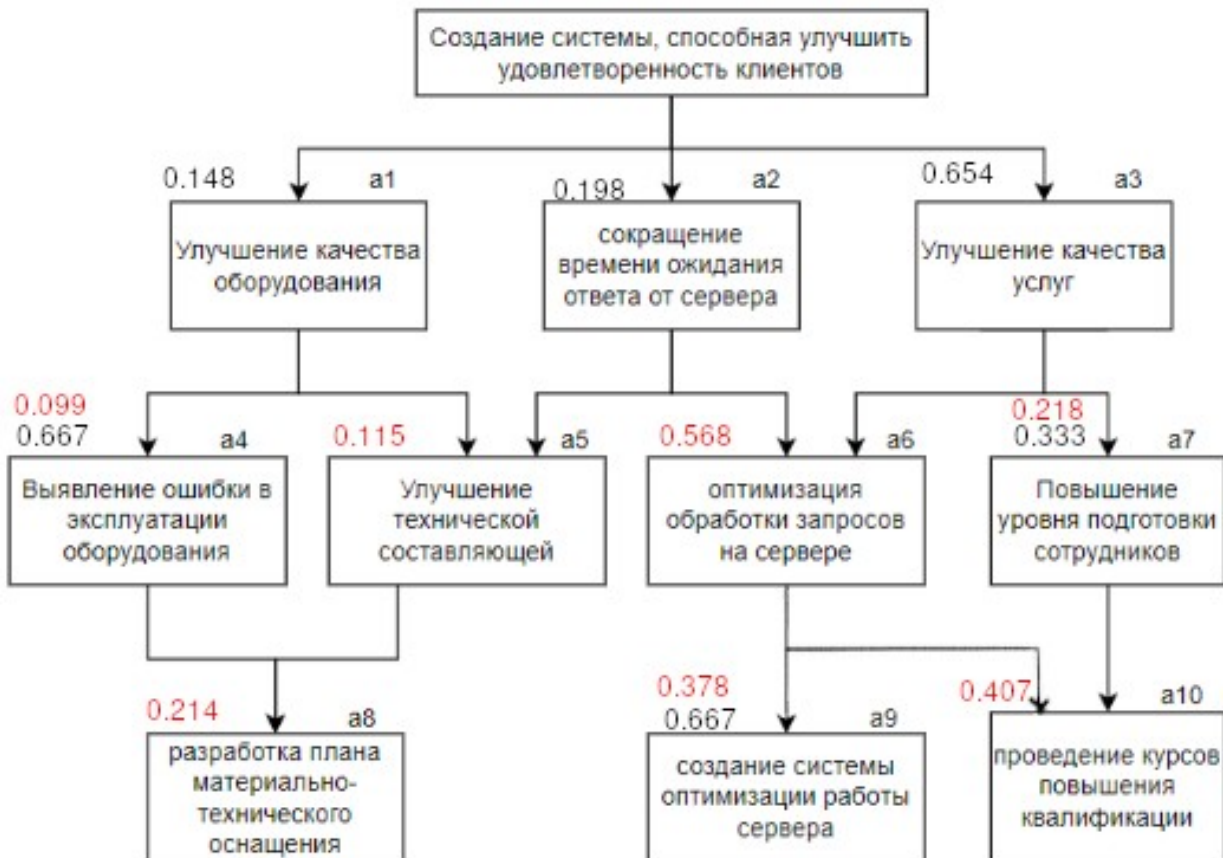 Создание системы, способная улучшить
удовлетворенность клиентов
0.148
a1
0.198
a2
0.654
a3
Улучшение качества
оборудования
сокращение
времени ожидания
ответа от сервера
Улучшение качества
услуг
0.099
0.667
a4
0.115
a5
0.568
a6
0.218
0.333
a7
Выявление ошибки в
эксплуатации
оборудования
Улучшение
технической
составляющей
оптимизация
обработки запросов
на сервере
Повышение
уровня подготовки
сотрудников
0.214
a8
0.378
0.667
a9
0.407
a10
разработка плана
материально-
технического
оснащения
создание системы
оптимизации работы
сервера
проведение курсов
повышения
квалификации